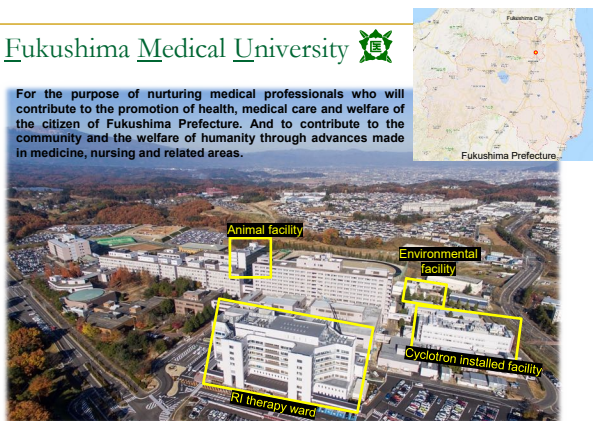 Fukushima Medical University 医
Fukushima City
For the purpose of nurturing medical professionals who will
contribute to the promotion of health, medical care and welfare of
the citizen of Fukushima Prefecture. And to contribute to the
community and the welfare of humanity through advances made
in medicine, nursing and related areas.
Fukushima Prefecture
Animal facility
Environmental
facility
Cyclotron installed facility
RI therapy ward